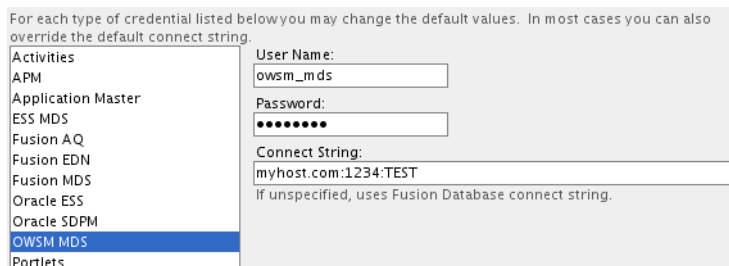 For each type of credential listed below you may change the default values. In most cases you can also
override the default connect string.
Activities
APM
Application Master
ESS MDS
Fusion AQ
Fusion EDN
Fusion MDS
Oracle ESS
Oracle SDPM
OWSM MDS
Portlets
User Name:
owsm_mds
Password:
●●●●●●●●
Connect String:
myhost.com:1234:TEST
If unspecified, uses Fusion Database connect string.